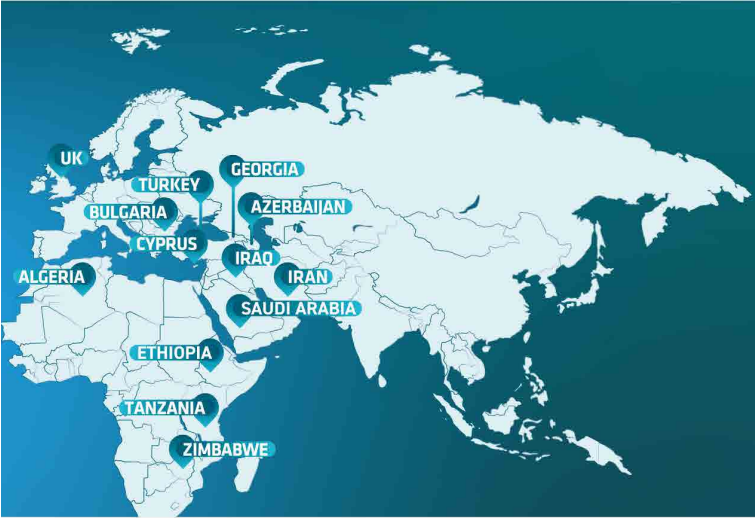 UK
GEORGIA
TURKEY
AZERBAIJAN
BULGARIA
CYPRUS
IRAQ
ALGERIA
IRAN
SAUDI ARABIA
ETHIOPIA
TANZANIA
ZIMBABWE